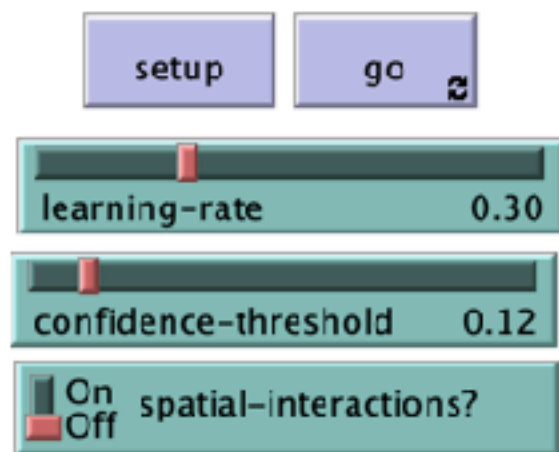 setup go
learning-rate 0.30
confidence-threshold 0.12
On
Off
spatial-interactions?